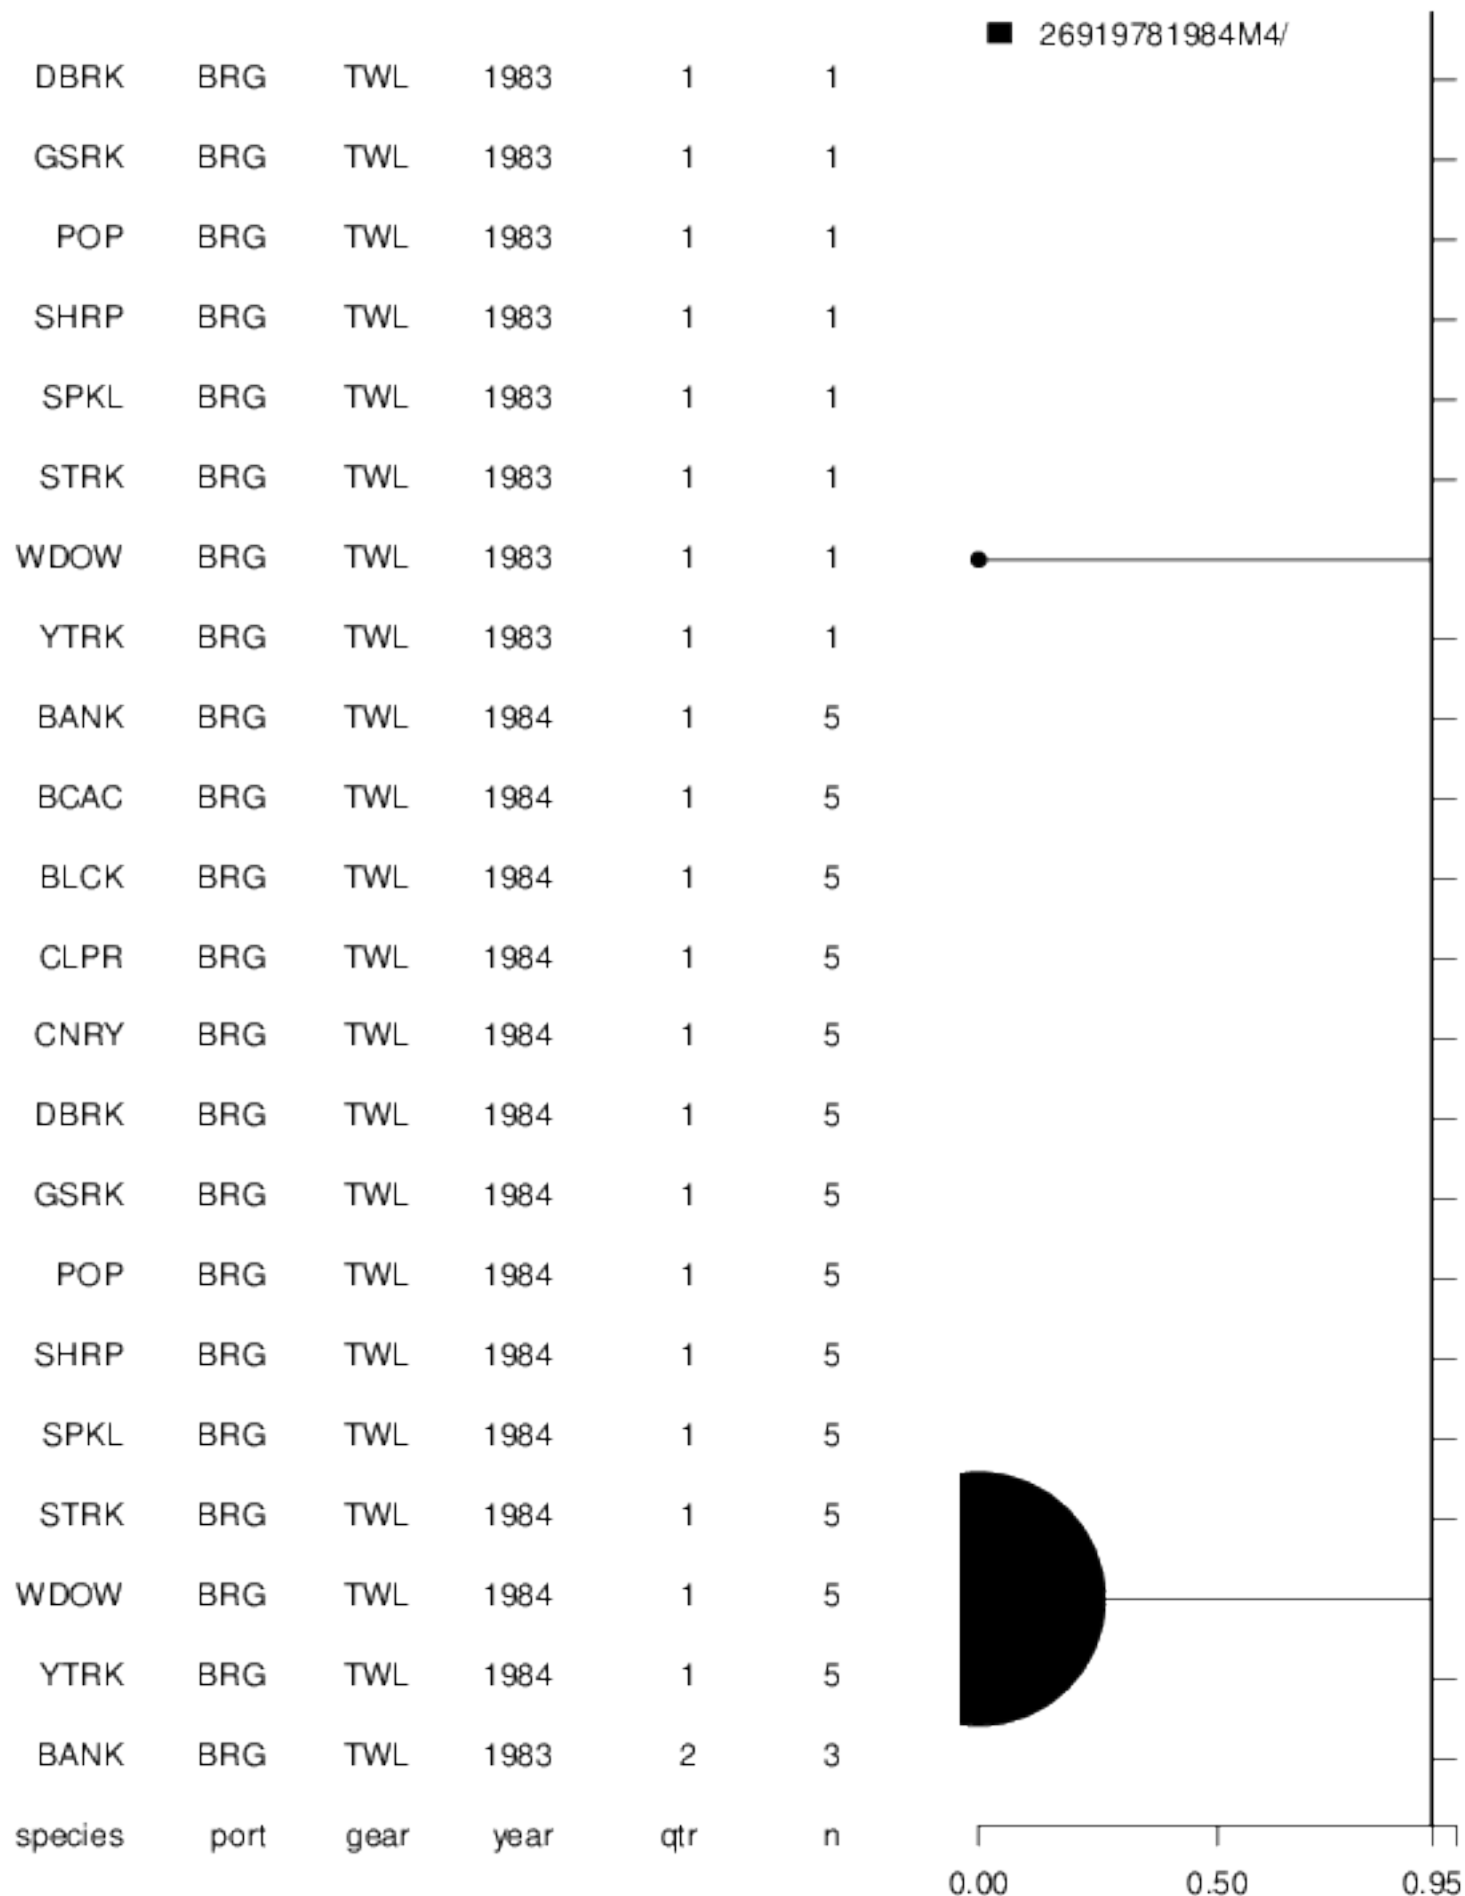 26919781984M4/
DBRK BRG TWL 1983 1 1
GSRK BRG TWL 1983 1 1
POP BRG TWL 1983 1 1
SHRP BRG TWL 1983 1 1
SPKL BRG TWL 1983 1 1
STRK BRG TWL 1983 1 1
WDOW BRG TWL 1983 1 1
YTRK BRG TWL 1983 1 1
BANK BRG TWL 1984 1 5
BCAC BRG TWL 1984 1 5
BLCK BRG TWL 1984 1 5
CLPR BRG TWL 1984 1 5
CNRY BRG TWL 1984 1 5
DBRK BRG TWL 1984 1 5
GSRK BRG TWL 1984 1 5
POP BRG TWL 1984 1 5
SHRP BRG TWL 1984 1 5
SPKL BRG TWL 1984 1 5
STRK BRG TWL 1984 1 5
WDOW BRG TWL 1984 1 5
YTRK BRG TWL 1984 1 5
BANK BRG TWL 1983 2 3
species port gear year qtr n
0.00 0.50 0.95